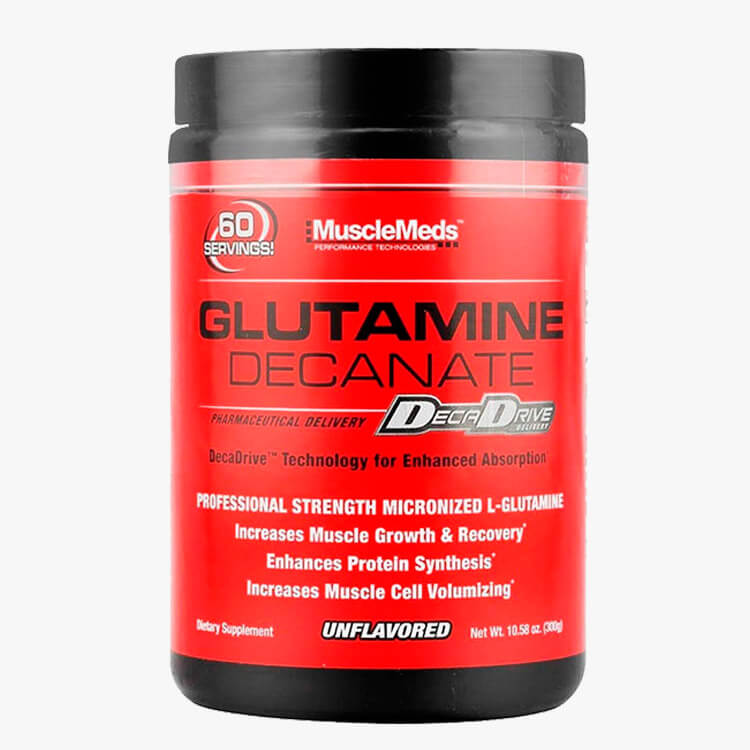 60
SERVINGS!
MuscleMeds™
PERFORMANCE TECHNOLOGIES
GLUTAMINE
DECANATE
PHARMACEUTICAL DELIVERY
DECADRIVE
DELIVERY
DecaDrive™ Technology for Enhanced Absorption
PROFESSIONAL STRENGTH MICRONIZED L-GLUTAMINE
Increases Muscle Growth & Recovery*
Enhances Protein Synthesis*
Increases Muscle Cell Volumizing*
Dietary Supplement
UNFLAVORED
Net Wt. 10.58 oz. (300g)